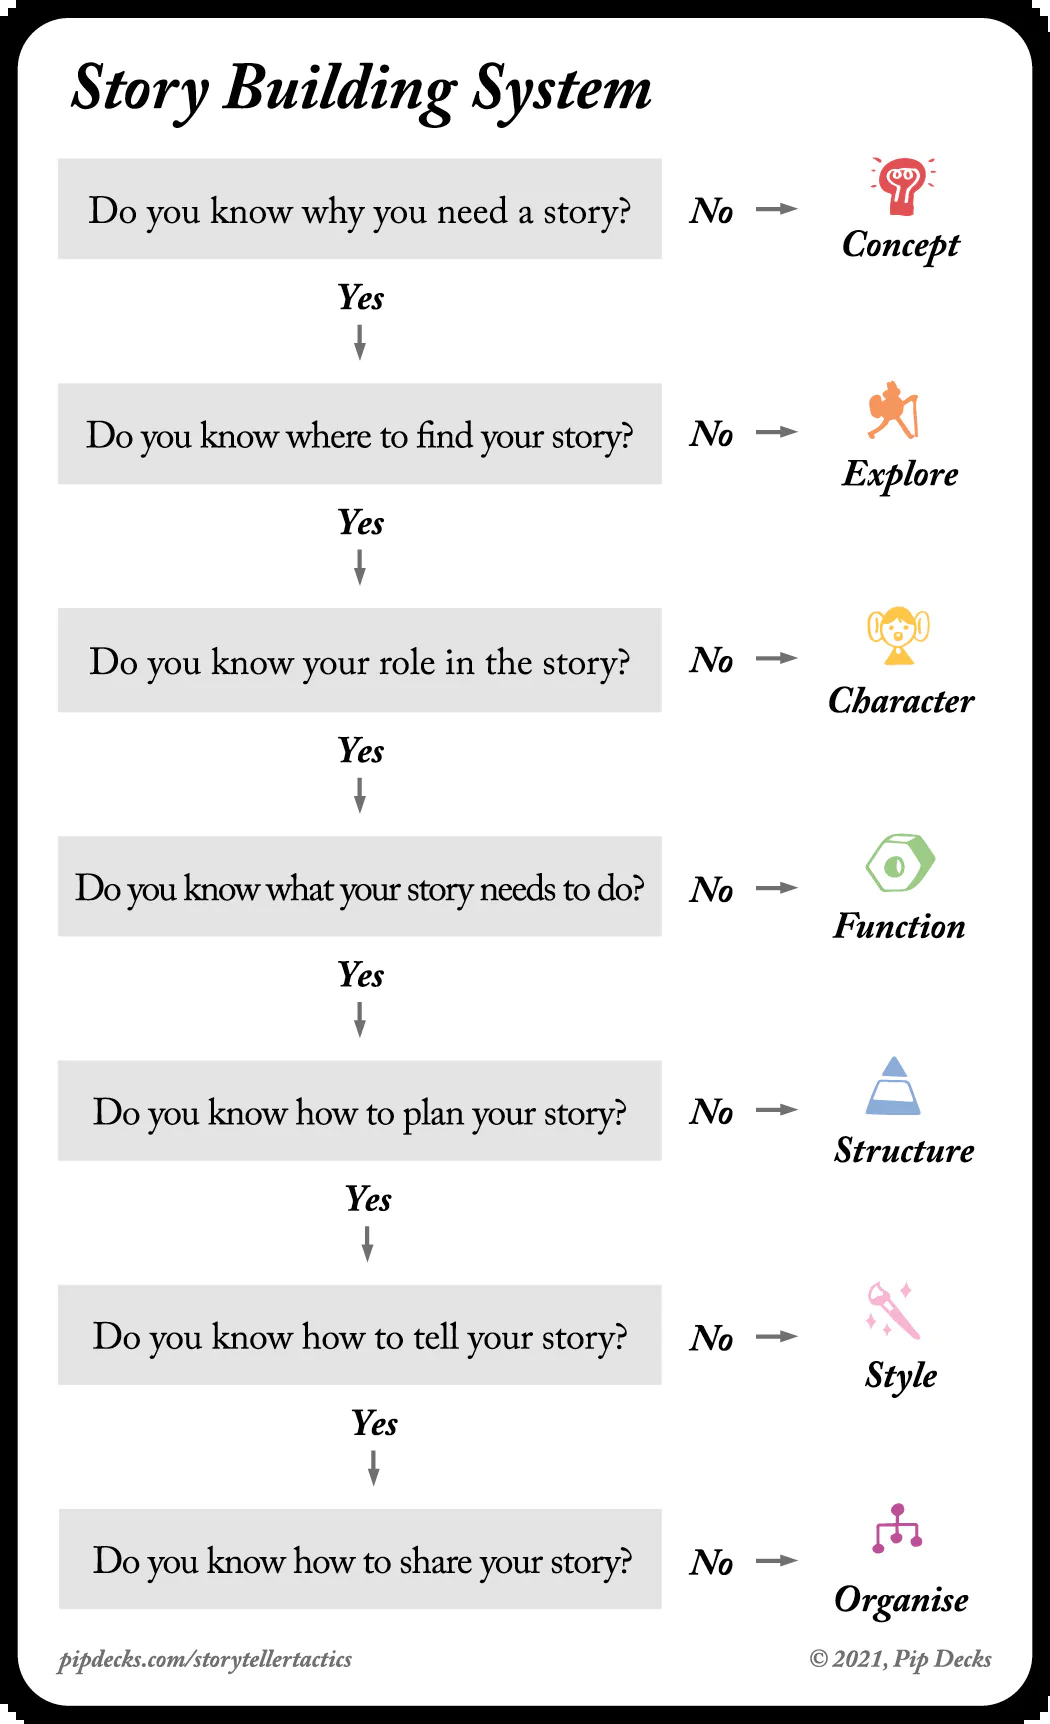 Story Building System
Do you know why you need a story?
No
Concept
Yes
Do you know where to find your story?
No
Explore
Yes
Do you know your role in the story?
No
Character
Yes
Do you know what your story needs to do?
No
Function
Yes
Do you know how to plan your story?
No
Structure
Yes
Do you know how to tell your story?
No
Style
Yes
Do you know how to share your story?
No
Organise
pipdecks.com/storytellertactics
© 2021, Pip Decks